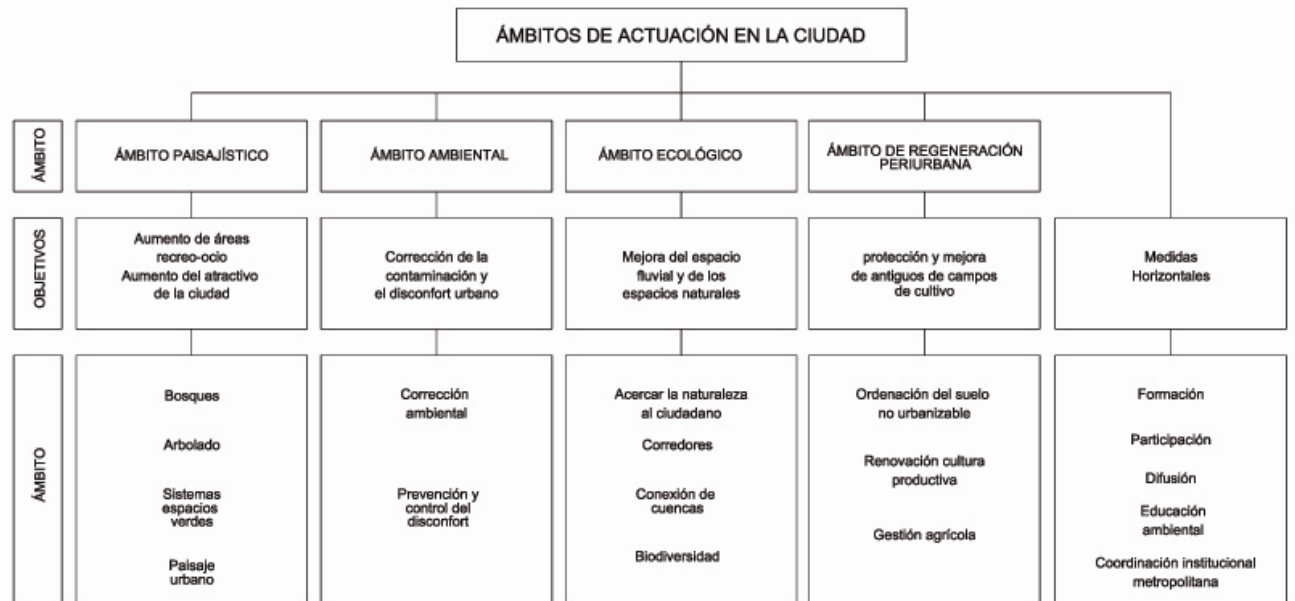 ÁMBITOS DE ACTUACIÓN EN LA CIUDAD
ÁMBITO
ÁMBITO PAISAJÍSTICO
ÁMBITO AMBIENTAL
ÁMBITO ECOLÓGICO
ÁMBITO DE REGENERACIÓN
PERIURBANA
OBJETIVOS
Aumento de áreas
recreo-ocio
Aumento del atractivo
de la ciudad
Corrección de la
contaminación y
el disconfort urbano
Mejora del espacio
fluvial y de los
espacios naturales
protección y mejora
de antiguos de campos
de cultivo
Medidas
Horizontales
ÁMBITO
Bosques
Arbolado
Sistemas
espacios
verdes
Paisaje
urbano
Corrección
ambiental
Prevención y
control del
disconfort
Acercar la naturaleza
al ciudadano
Corredores
Conexión de
cuencas
Biodiversidad
Ordenación del suelo
no urbanizable
Renovación cultura
productiva
Gestión agrícola
Formación
Participación
Difusión
Educación
ambiental
Coordinación institucional
metropolitana